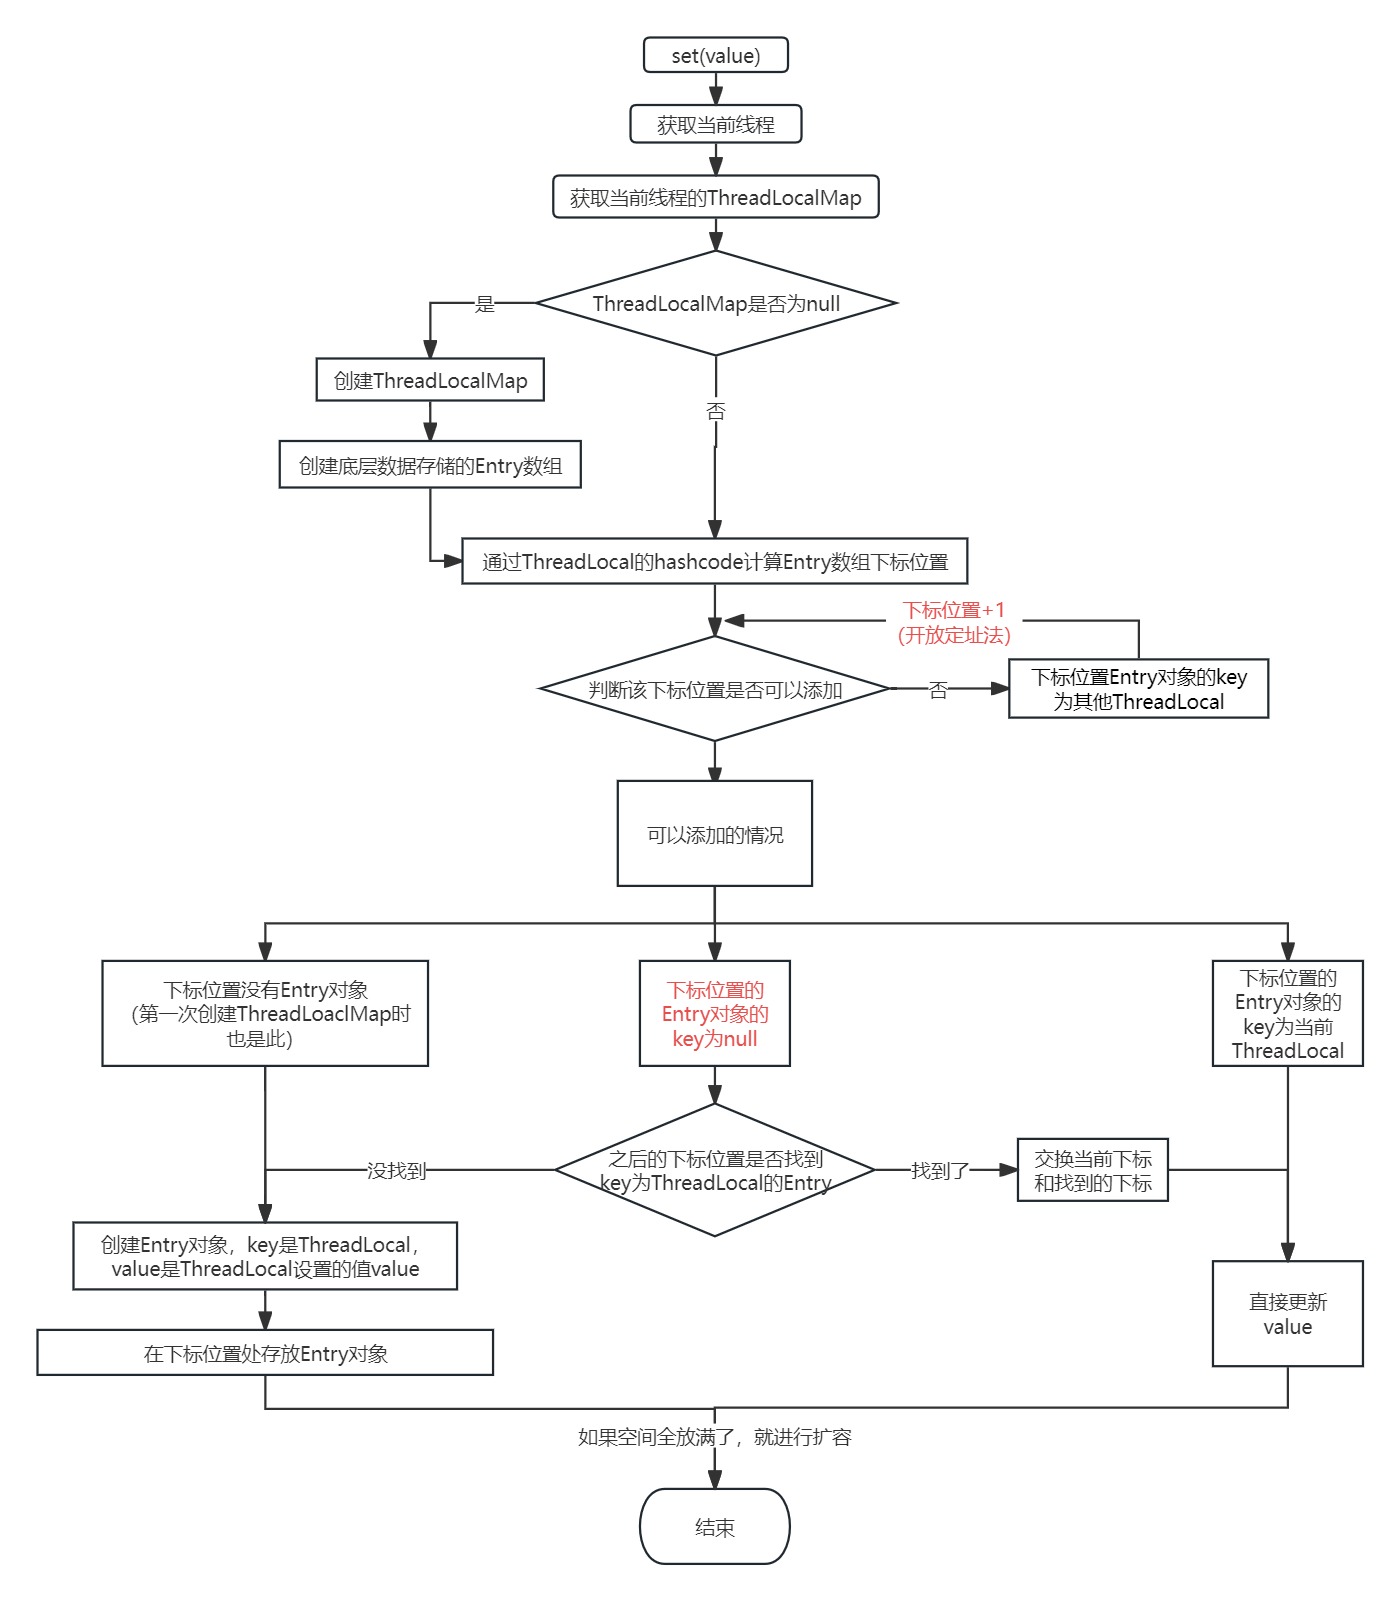 set(value)
获取当前线程
获取当前线程的ThreadLocalMap
ThreadLocalMap是否为null
是
创建ThreadLocalMap
否
创建底层数据存储的Entry数组
通过ThreadLocal的hashcode计算Entry数组下标位置
下标位置+1
（开放定址法）
判断该下标位置是否可以添加
否
下标位置Entry对象的key
为其他ThreadLocal
可以添加的情况
下标位置没有Entry对象
（第一次创建ThreadLoaclMap时
也是此）
下标位置的
Entry对象的
key为null
下标位置的
Entry对象的
key为当前
ThreadLocal
没找到
之后的下标位置是否找到
key为ThreadLocal的Entry
找到了
交换当前下标
和找到的下标
创建Entry对象，key是ThreadLocal，
value是ThreadLocal设置的值value
直接更新
value
在下标位置处存放Entry对象
如果空间全放满了，就进行扩容
结束